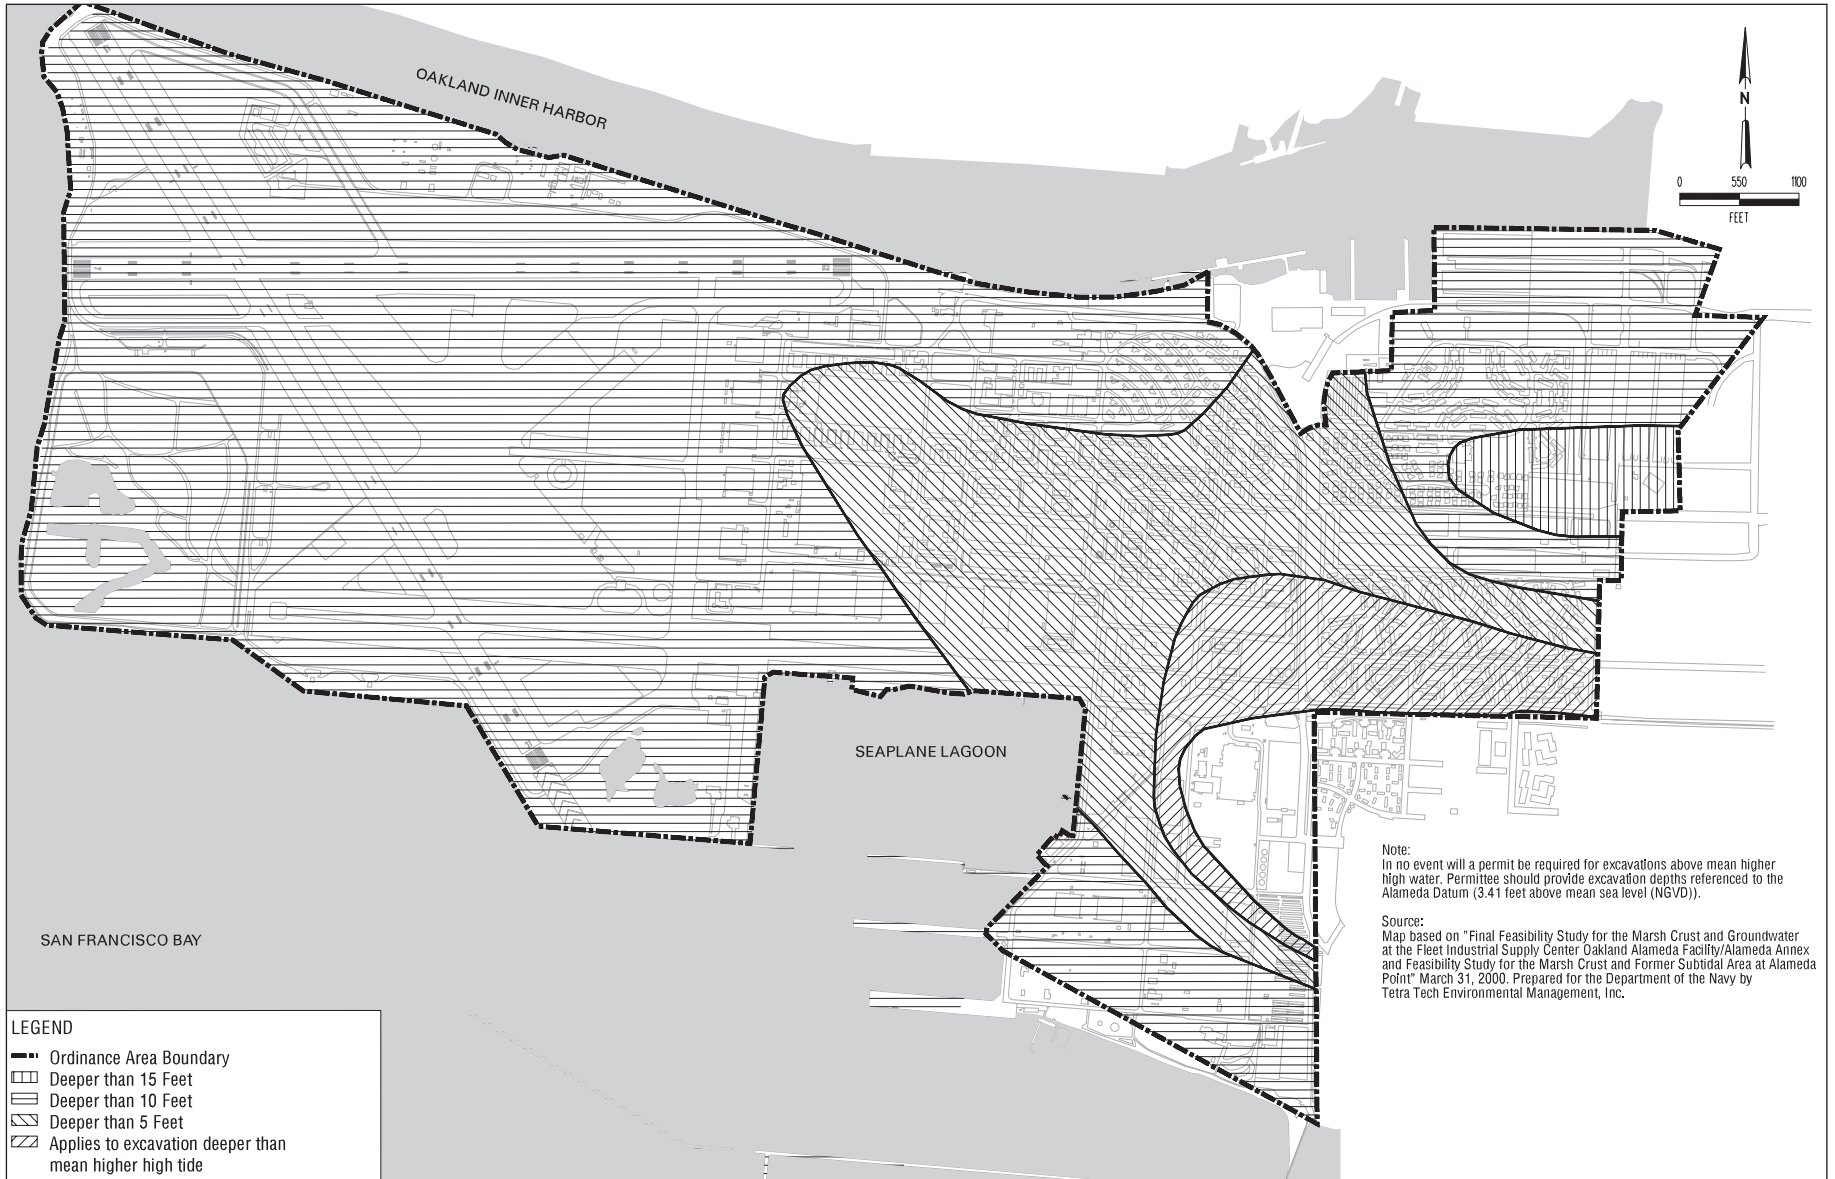 OAKLAND INNER HARBOR
N
0 550 1100
FEET
SEAPLANE LAGOON
SAN FRANCISCO BAY
Note:
In no event will a permit be required for excavations above mean higher
high water. Permittee should provide excavation depths referenced to the
Alameda Datum (3.41 feet above mean sea level (NGVD)).
Source:
Map based on "Final Feasibility Study for the Marsh Crust and Groundwater
at the Fleet Industrial Supply Center Oakland Alameda Facility/Alameda Annex
and Feasibility Study for the Marsh Crust and Former Subtidal Area at Alameda
Point" March 31, 2000. Prepared for the Department of the Navy by
Tetra Tech Environmental Management, Inc.
LEGEND
Ordinance Area Boundary
Deeper than 15 Feet
Deeper than 10 Feet
Deeper than 5 Feet
Applies to excavation deeper than
mean higher high tide